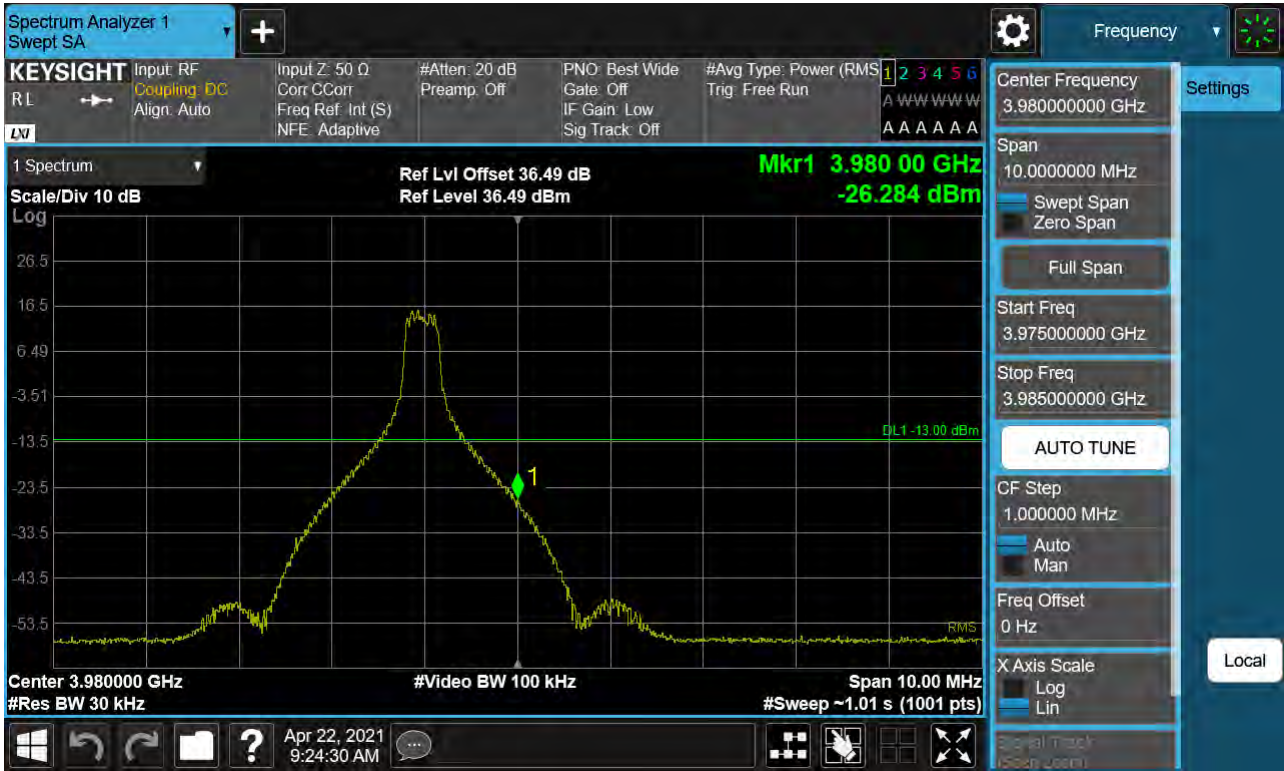 Spectrum Analyzer 1
Swept SA
Frequency
KEYSIGHT
RL
LXI
Input: RF
Coupling: DC
Align: Auto
Input Z: 50 Ω
Corr CCorr
Freq Ref: Int (S)
NFE: Adaptive
#Atten: 20 dB
Preamp: Off
PNO: Best Wide
Gate: Off
IF Gain: Low
Sig Track: Off
#Avg Type: Power (RMS
Trig: Free Run
1 2 3 4 5 6
A W W W W W
A A A A A A
1 Spectrum
Scale/Div 10 dB
Log
Ref Lvl Offset 36.49 dB
Ref Level 36.49 dBm
Mkr1 3.980 00 GHz
-26.284 dBm
26.5
16.5
6.49
-3.51
DL1 -13.00 dBm
-13.5
1
-23.5
-33.5
-43.5
-53.5
RMS
Center 3.980000 GHz
#Video BW 100 kHz
Span 10.00 MHz
#Res BW 30 kHz
#Sweep ~1.01 s (1001 pts)
Center Frequency
3.980000000 GHz
Settings
Span
10.0000000 MHz
Swept Span
Zero Span
Full Span
Start Freq
3.975000000 GHz
Stop Freq
3.985000000 GHz
AUTO TUNE
CF Step
1.000000 MHz
Auto
Man
Freq Offset
0 Hz
X Axis Scale
Log
Lin
Local
Signal Track
(Span Zoom)
?
Apr 22, 2021
9:24:30 AM